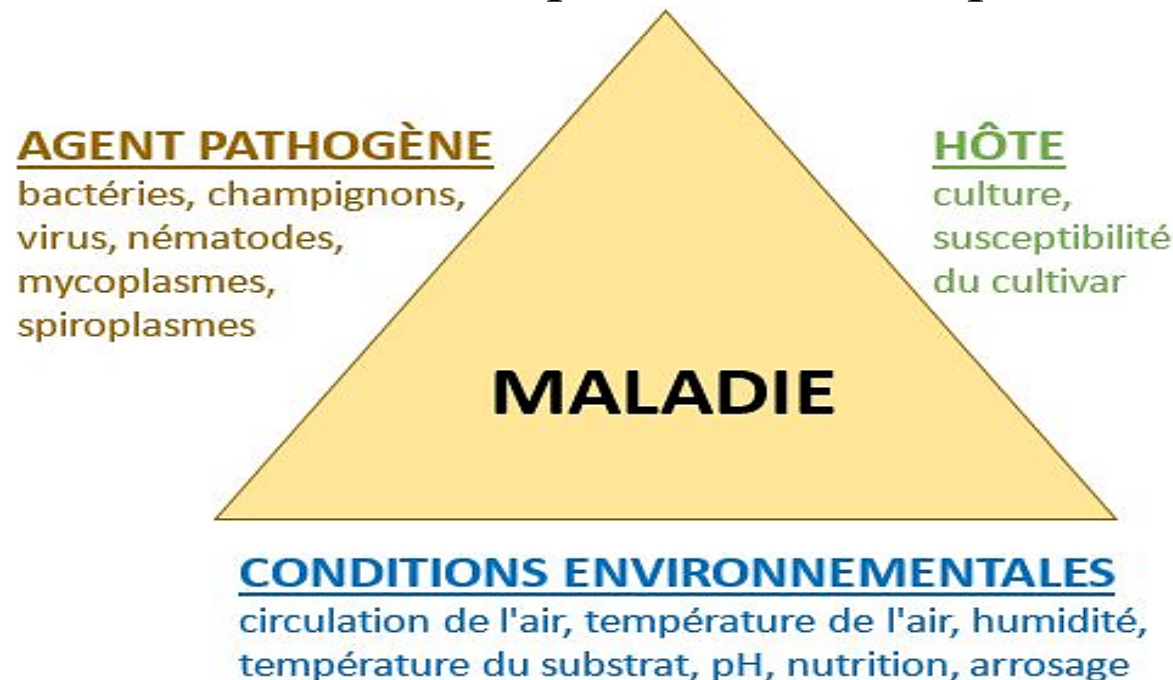 AGENT PATHOGÈNE
bactéries, champignons,
virus, nématodes,
mycoplasmes,
spiroplasmes
HÔTE
culture,
susceptibilité
du cultivar
MALADIE
CONDITIONS ENVIRONNEMENTALES
circulation de l'air, température de l'air, humidité,
température du substrat, pH, nutrition, arrosage